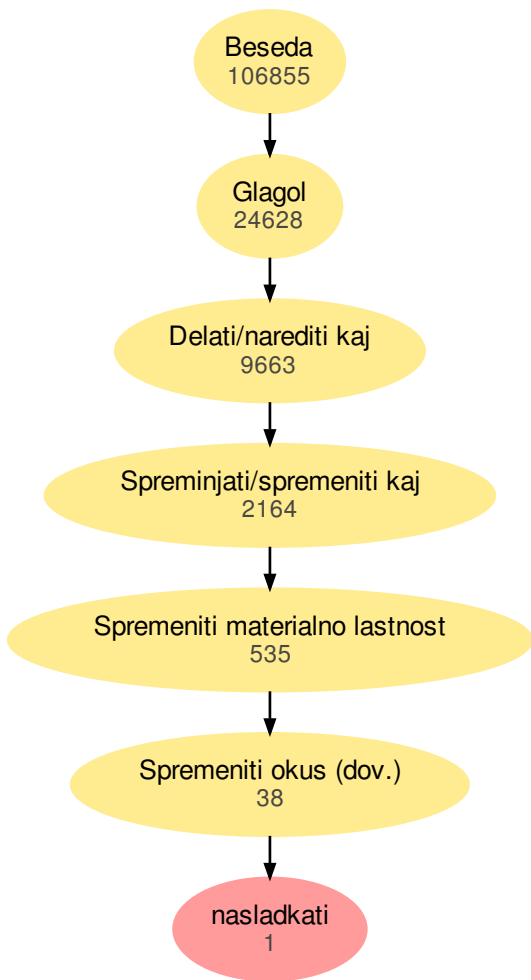 Beseda
106855
Glagol
24628
Delati/narediti kaj
9663
Spreminjati/spremeniti kaj
2164
Spremeniti materialno lastnost
535
Spremeniti okus (dov.)
38
nasladkati
1